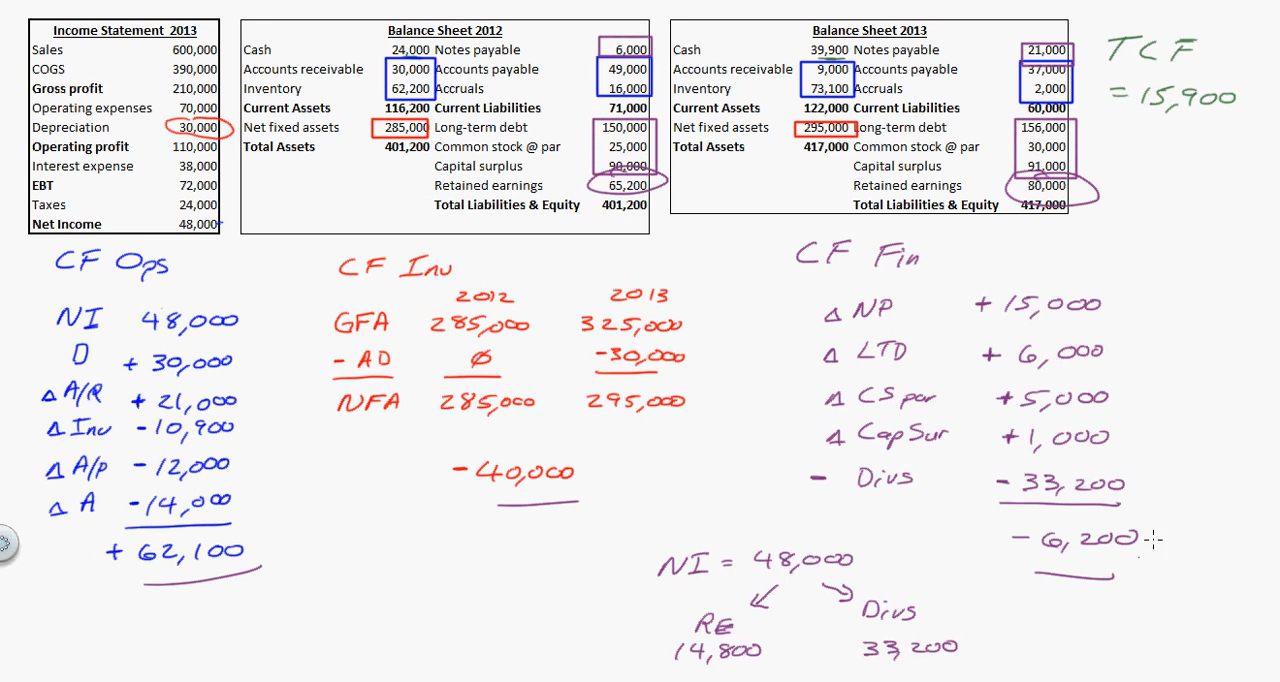 Income Statement 2013
Sales 600,000
COGS 390,000
Gross profit 210,000
Operating expenses 70,000
Depreciation 30,000
Operating profit 110,000
Interest expense 38,000
EBT 72,000
Taxes 24,000
Net Income 48,000
Balance Sheet 2012
Cash 24,000 Notes payable 6,000
Accounts receivable 30,000 Accounts payable 49,000
Inventory 62,200 Accruals 16,000
Current Assets 116,200 Current Liabilities 71,000
Net fixed assets 285,000 Long-term debt 150,000
Total Assets 401,200 Common stock @ par 25,000
Capital surplus 90,000
Retained earnings 65,200
Total Liabilities & Equity 401,200
Balance Sheet 2013
Cash 39,900 Notes payable 21,000
Accounts receivable 9,000 Accounts payable 37,000
Inventory 73,100 Accruals 2,000
Current Assets 122,000 Current Liabilities 60,000
Net fixed assets 295,000 Long-term debt 156,000
Total Assets 417,000 Common stock @ par 30,000
Capital surplus 91,000
Retained earnings 80,000
Total Liabilities & Equity 417,000
TCF
= 15,900
CF Ops
NI 48,000
D + 30,000
Δ A/R + 21,000
Δ Inv - 10,900
Δ A/P - 12,000
Δ A - 14,000
+ 62,100
CF Inv
2012 2013
GFA 285,000 325,000
- AD Ø -30,000
NFA 285,000 295,000
- 40,000
CF Fin
Δ NP + 15,000
Δ LTD + 6,000
Δ CS par + 5,000
Δ CapSur + 1,000
- Divs - 33,200
- 6,200
NI = 48,000
RE Divs
14,800 33,200